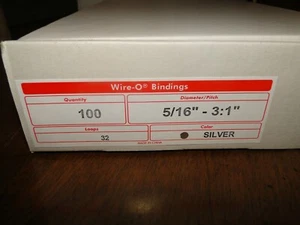 Wire-O® Bindings
Quantity Diameter/Pitch
100 5/16" - 3:1"
Loops Color
32 SILVER